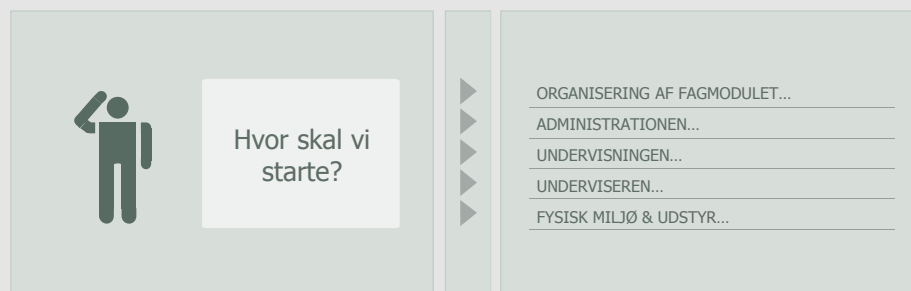 Hvor skal vi
starte?
ORGANISERING AF FAGMODULET...
ADMINISTRATIONEN...
UNDERVISNINGEN...
UNDERVISEREN...
FYSISK MILJØ & UDSTYR...